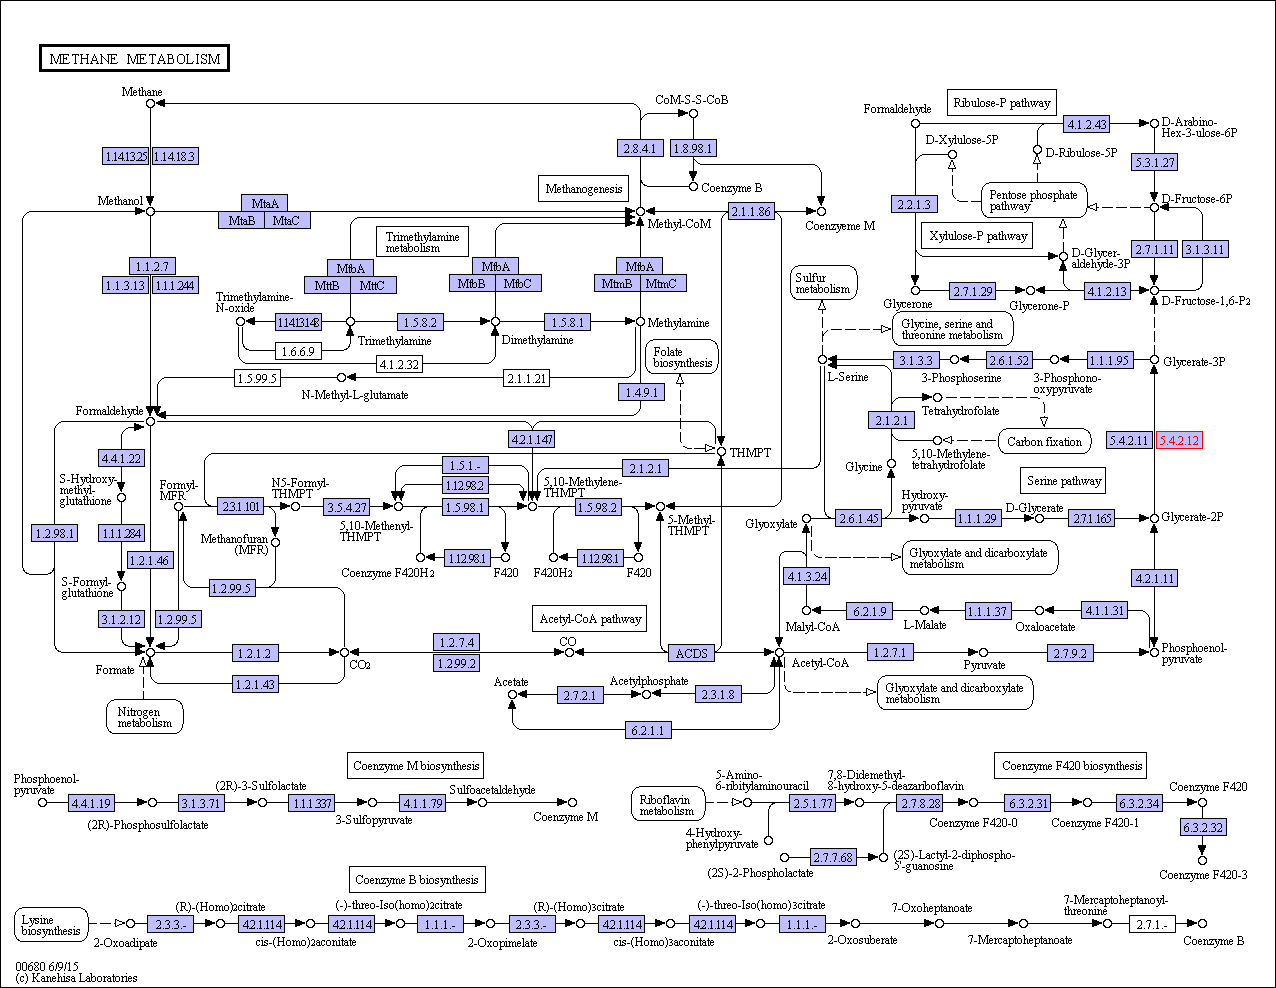 METHANE METABOLISM
Methane
CoM-S-S-CoB
Formaldehyde
Ribulose-P pathway
4.1.2.43
D-Arabino-
Hex-3-ulose-6P
D-Xylulose-5P
D-Ribulose-5P
1.14.13.25
1.14.18.3
2.8.4.1
1.8.98.1
5.3.1.27
Methanogenesis
Coenzyme B
Pentose phosphate
pathway
D-Fructose-6P
Methanol
MtaA
MtaB
MtaC
2.1.1.86
2.2.1.3
Methyl-CoM
Coenzyeme M
Trimethylamine
metabolism
Xylulose-P pathway
2.7.1.11
3.1.3.11
D-Glycer-
aldehyde-3P
1.1.2.7
1.1.3.13
1.1.1.244
MtbA
MttB
MttC
MtbA
MtbB
MtbC
MtbA
MtmB
MtmC
Sulfur
metabolism
Glycerone
2.7.1.29
Glycerone-P
4.1.2.13
D-Fructose-1,6-P2
Trimethylamine-
N-oxide
1.14.13.148
1.5.8.2
1.5.8.1
Methylamine
Trimethylamine
Dimethylamine
Glycine, serine and
threonine metabolism
1.6.6.9
4.1.2.32
Folate
biosynthesis
L-Serine
3.1.3.3
2.6.1.52
1.1.1.95
Glycerate-3P
3-Phosphoserine
3-Phosphono-
oxypyruvate
1.5.99.5
2.1.1.21
N-Methyl-L-glutamate
1.4.9.1
Formaldehyde
2.1.2.1
Tetrahydrofolate
4.2.1.147
Carbon fixation
5.4.2.11
5.4.2.12
THMPT
5,10-Methylene-
tetrahydrofolate
4.4.1.22
Glycine
S-Hydroxy-
methyl-
glutathione
Formyl-
MFR
N5-Formyl-
THMPT
1.5.1.-
1.12.98.2
2.1.2.1
5,10-Methylene-
THMPT
Serine pathway
2.3.1.101
3.5.4.27
1.5.98.1
1.5.98.2
Hydroxy-
pyruvate
D-Glycerate
5,10-Methenyl-
THMPT
5-Methyl-
THMPT
Glyoxylate
2.6.1.45
1.1.1.29
2.7.1.165
Glycerate-2P
1.2.98.1
1.1.1.284
Methanofuran
(MFR)
1.2.1.46
1.12.98.1
1.12.98.1
Coenzyme F420H2
F420
F420H2
F420
Glyoxylate and dicarboxylate
metabolism
S-Formyl-
glutathione
1.2.99.5
4.1.3.24
4.2.1.11
3.1.2.12
1.2.99.5
Acetyl-CoA pathway
6.2.1.9
1.1.1.37
4.1.1.31
Malyl-CoA
L-Malate
Oxaloacetate
1.2.7.4
CO
Formate
1.2.1.2
CO2
1.2.99.2
ACDS
Acetyl-CoA
1.2.7.1
Pyruvate
2.7.9.2
Phosphoenol-
pyruvate
1.2.1.43
Acetate
Acetylphosphate
2.7.2.1
2.3.1.8
Glyoxylate and dicarboxylate
metabolism
Nitrogen
metabolism
6.2.1.1
Coenzyme M biosynthesis
Coenzyme F420 biosynthesis
Phosphoenol-
pyruvate
(2R)-3-Sulfolactate
Sulfoacetaldehyde
5-Amino-
6-ribitylaminouracil
7,8-Didemethyl-
8-hydroxy-5-deazariboflavin
Coenzyme F420
4.4.1.19
3.1.3.71
1.1.1.337
4.1.1.79
Riboflavin
metabolism
2.5.1.77
2.7.8.28
6.3.2.31
6.3.2.34
(2R)-Phosphosulfolactate
3-Sulfopyruvate
Coenzyme M
Coenzyme F420-0
Coenzyme F420-1
6.3.2.32
4-Hydroxy-
phenylpyruvate
2.7.7.68
(2S)-Lactyl-2-diphospho-
5'-guanosine
(2S)-2-Phospholactate
Coenzyme F420-3
Coenzyme B biosynthesis
(R)-(Homo)2citrate
(-)-threo-Iso(homo)2citrate
(R)-(Homo)3citrate
(-)-threo-Iso(homo)3citrate
7-Oxoheptanoate
7-Mercaptoheptanoyl-
threonine
Lysine
biosynthesis
2.3.3.-
4.2.1.114
4.2.1.114
1.1.1.-
2.3.3.-
4.2.1.114
4.2.1.114
1.1.1.-
2.7.1.-
2-Oxoadipate
cis-(Homo)2aconitate
2-Oxopimelate
cis-(Homo)3aconitate
2-Oxosuberate
7-Mercaptoheptanoate
Coenzyme B
00680 6/9/15
(c) Kanehisa Laboratories